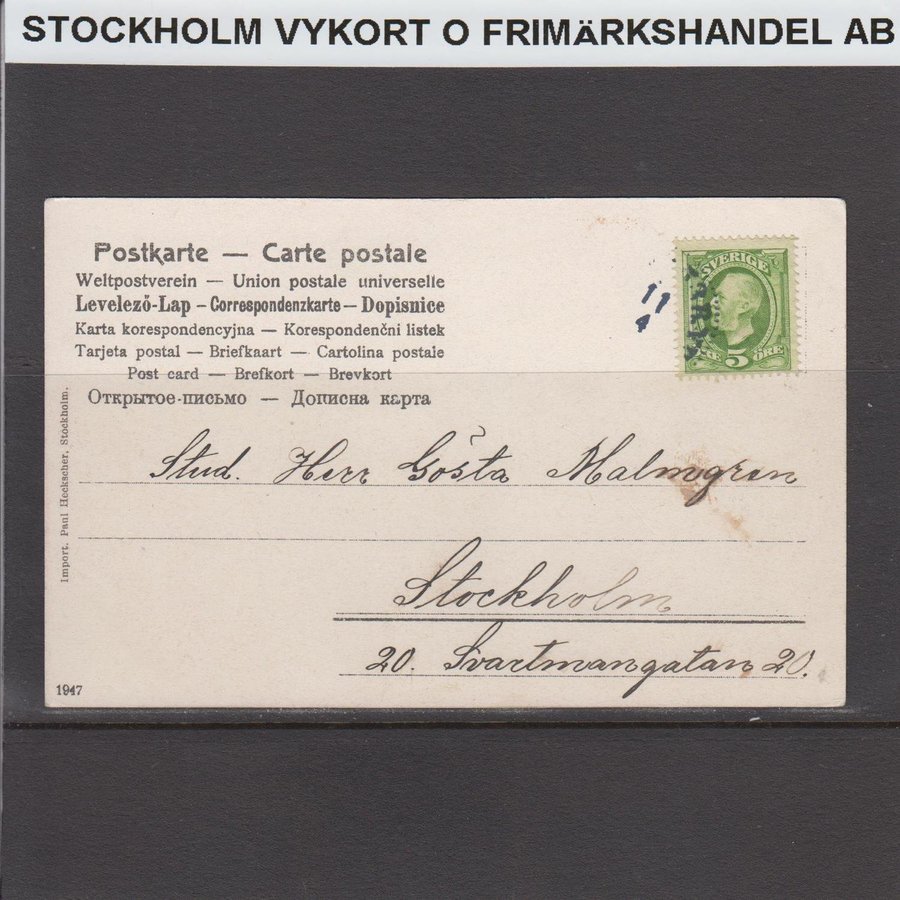 STOCKHOLM VYKORT O FRIMÄRKSHANDEL AB
Postkarte — Carte postale
Weltpostverein — Union postale universelle
Levelező-Lap – Correspondenzkarte – Dopisnice
Karta korespondencyjna — Korespondenčni listek
Tarjeta postal — Briefkaart — Cartolina postale
Post card — Brefkort — Brevkort
Открытое-письмо — Дописна карта
SVERIGE
5 ÖRE
11
4
Stud. Herr Gösta Malmgren
Stockholm
20. Svartmangatan 20.
Import. Paul Heckscher, Stockholm.
1947